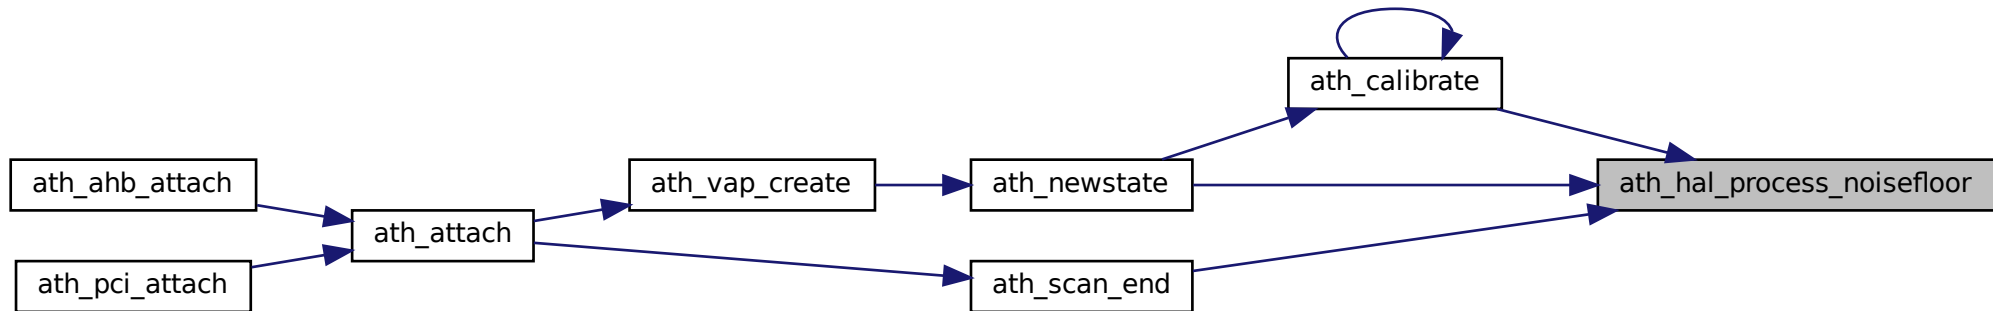 ath_calibrate
ath_ahb_attach
ath_vap_create
ath_newstate
ath_hal_process_noisefloor
ath_attach
ath_pci_attach
ath_scan_end